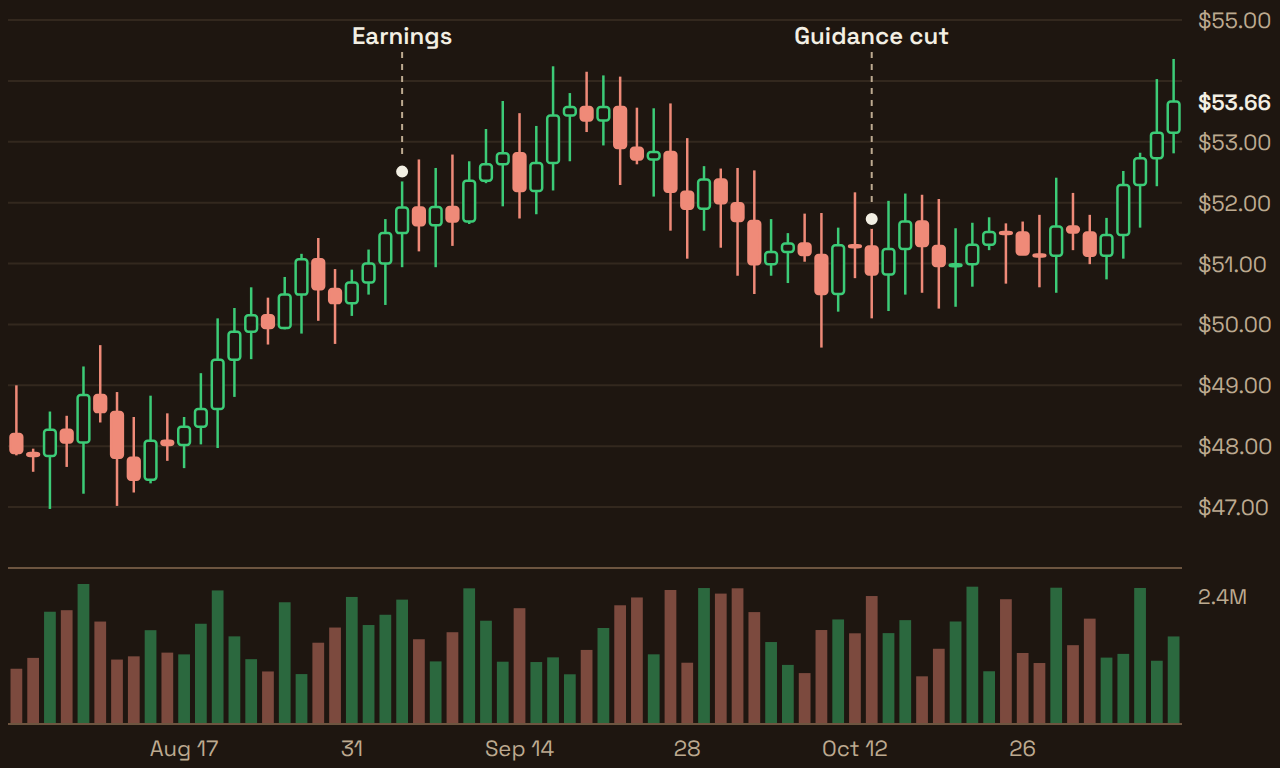 Earnings
Guidance cut
$55.00
$53.66
$53.00
$52.00
$51.00
$50.00
$49.00
$48.00
$47.00
2.4M
Aug 17
31
Sep 14
28
Oct 12
26